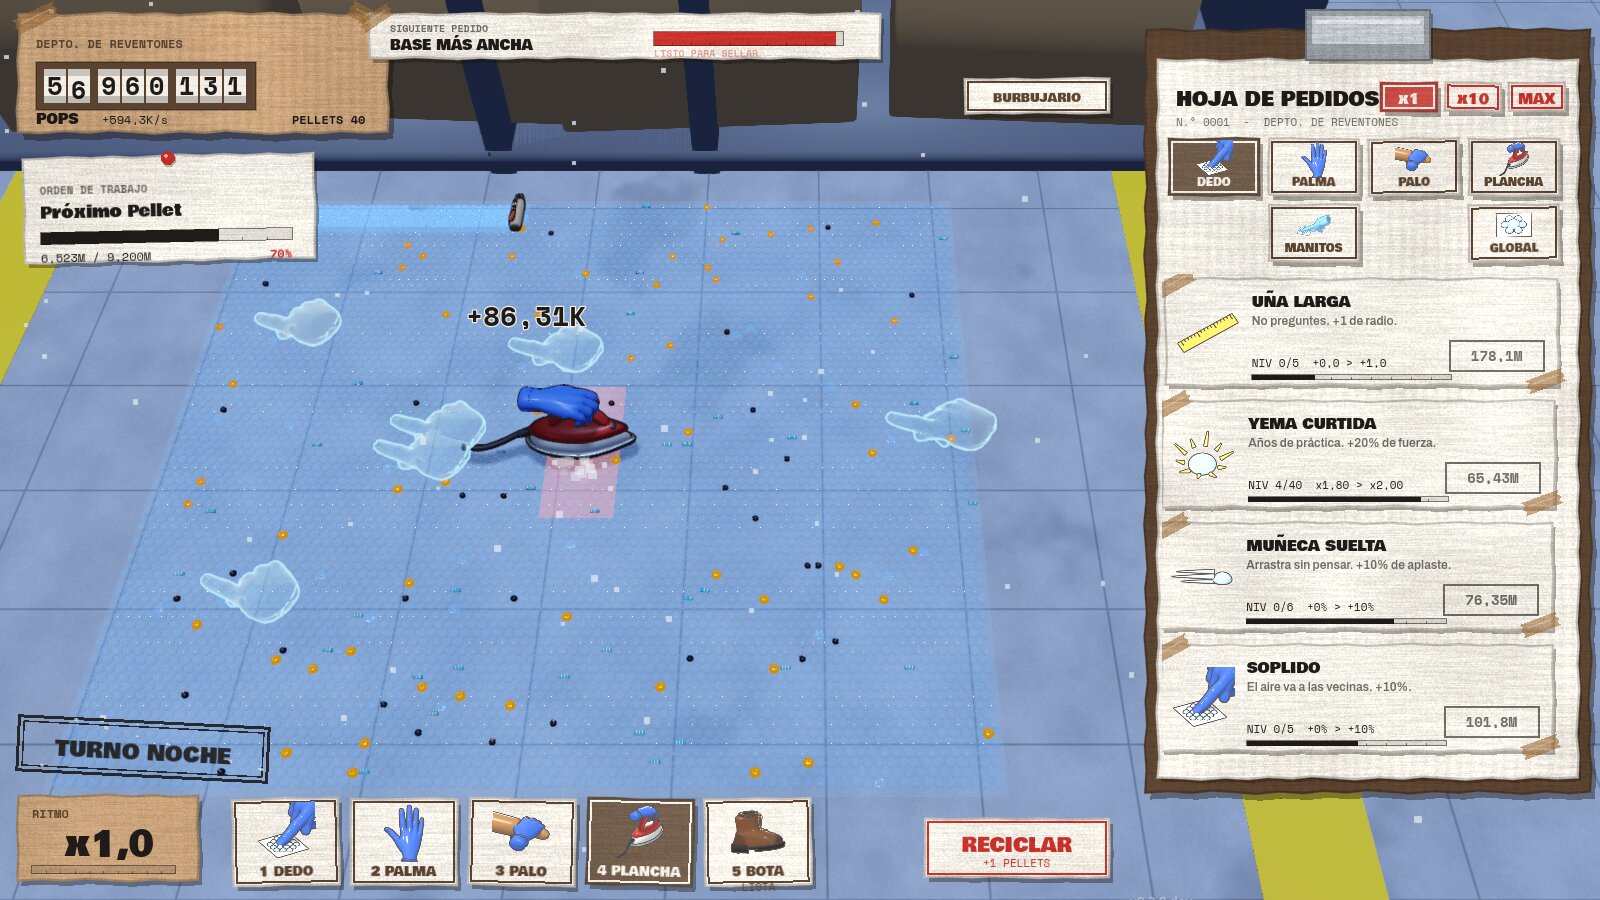 DEPTO. DE REVENTONES
56 960 131
POPS +594,3K/s PELLETS 40
SIGUIENTE PEDIDO
BASE MÁS ANCHA
LISTO PARA SELLAR
BURBUJARIO
ORDEN DE TRABAJO
Próximo Pellet
6,523M / 9,200M 70%
+86,31K
TURNO NOCHE
RITMO
x1,0
1 DEDO
2 PALMA
3 PALO
4 PLANCHA
5 BOTA
LISTA
RECICLAR
+1 PELLETS
HOJA DE PEDIDOS x1 x10 MAX
N.° 0001 - DEPTO. DE REVENTONES
DEDO
PALMA
PALO
PLANCHA
MANITOS
GLOBAL
UÑA LARGA
No preguntes. +1 de radio.
NIV 0/5 +0,0 > +1,0
178,1M
YEMA CURTIDA
Años de práctica. +20% de fuerza.
NIV 4/40 x1,80 > x2,00
65,43M
MUÑECA SUELTA
Arrastra sin pensar. +10% de aplaste.
NIV 0/6 +0% > +10%
76,35M
SOPLIDO
El aire va a las vecinas. +10%.
NIV 0/5 +0% > +10%
101,8M